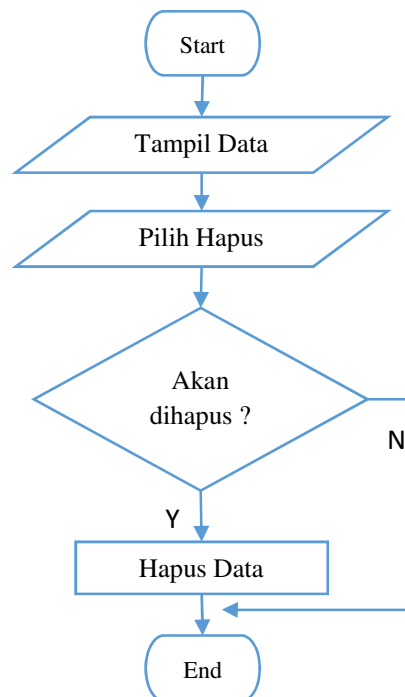 Start
Tampil Data
Pilih Hapus
Akan
dihapus ?
N
Y
Hapus Data
End